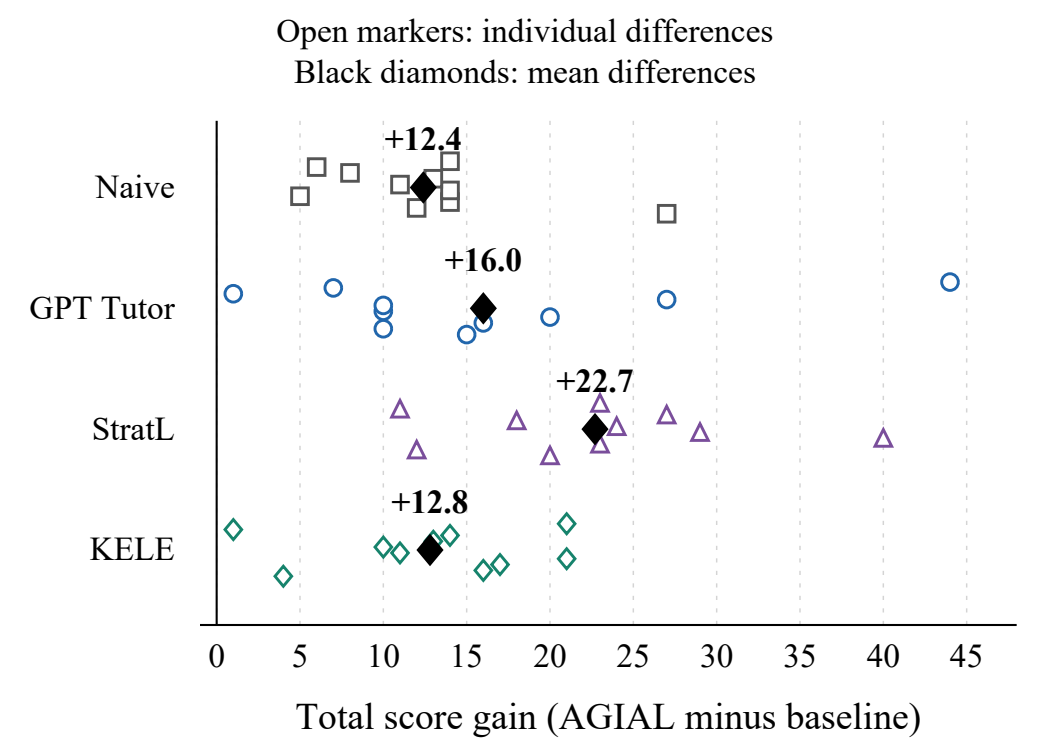 Open markers: individual differences
Black diamonds: mean differences
+12.4
Naive
+16.0
GPT Tutor
+22.7
StratL
+12.8
KELE
0 5 10 15 20 25 30 35 40 45
Total score gain (AGIAL minus baseline)